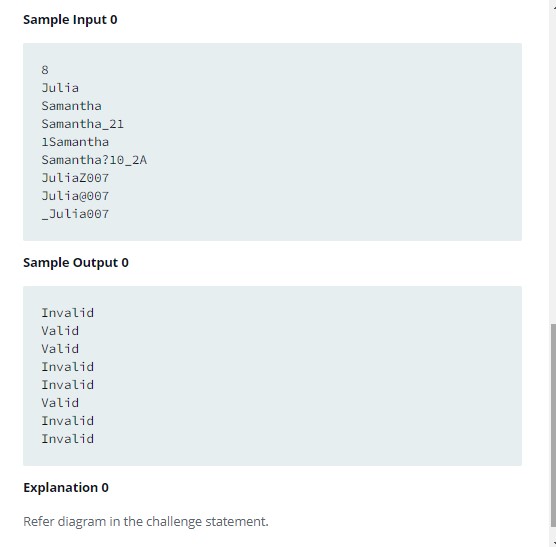 Sample Input 0
8
Julia
Samantha
Samantha_21
1Samantha
Samantha?10_2A
JuliaZ007
Julia@007
_Julia007
Sample Output 0
Invalid
Valid
Valid
Invalid
Invalid
Valid
Invalid
Invalid
Explanation 0
Refer diagram in the challenge statement.